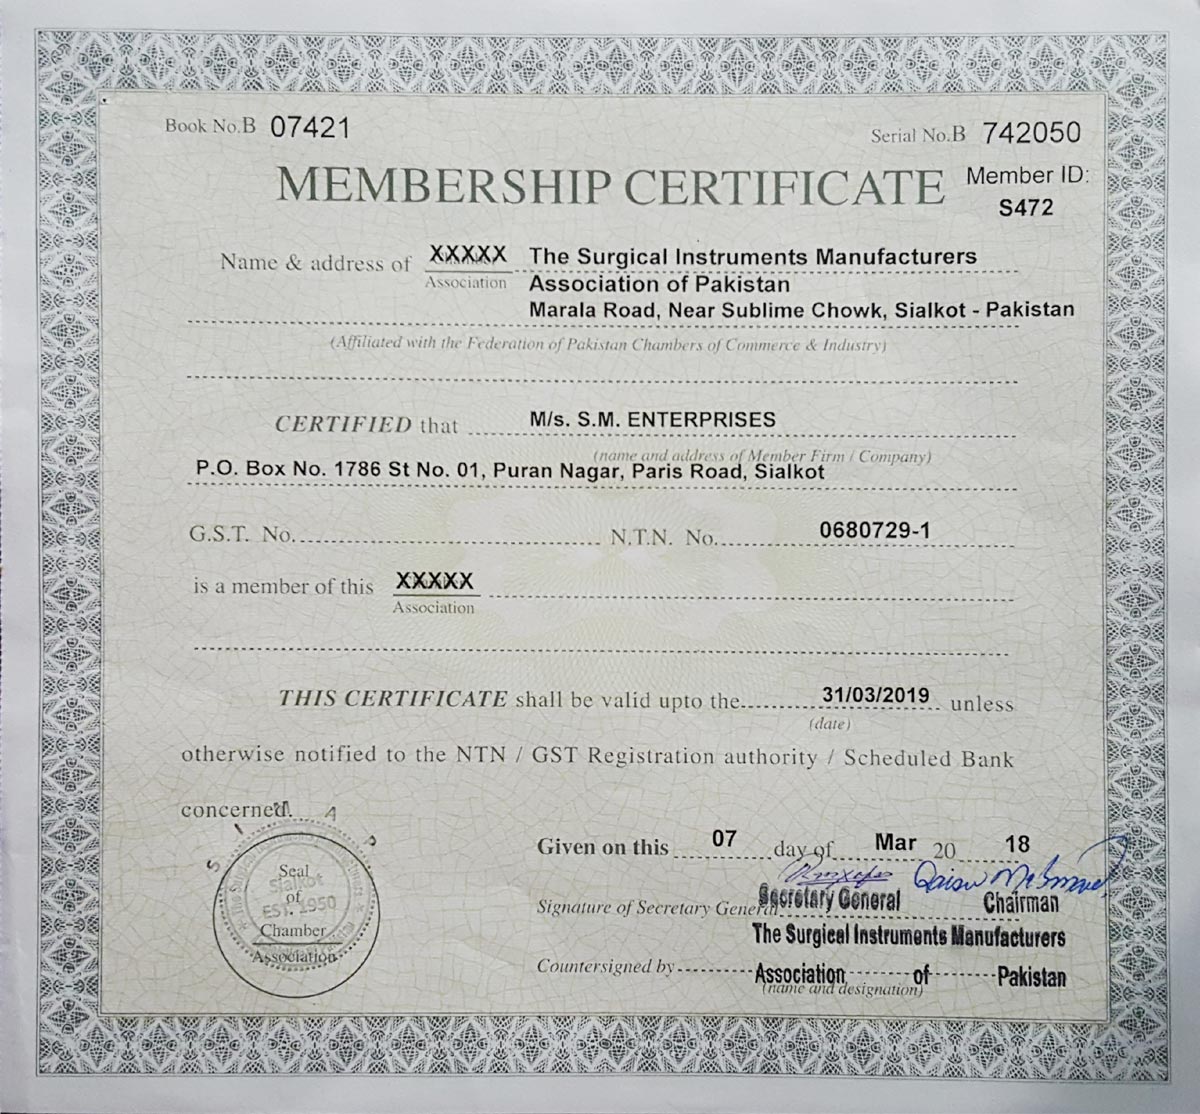 Book No.B 07421
Serial No.B 742050
MEMBERSHIP CERTIFICATE
Member ID:
S472
Name & address of XXXXX The Surgical Instruments Manufacturers
Association Association of Pakistan
Marala Road, Near Sublime Chowk, Sialkot - Pakistan
(Affiliated with the Federation of Pakistan Chambers of Commerce & Industry)
CERTIFIED that M/s. S.M. ENTERPRISES
(name and address of Member Firm / Company)
P.O. Box No. 1786 St No. 01, Puran Nagar, Paris Road, Sialkot
G.S.T. No. N.T.N. No. 0680729-1
is a member of this XXXXX
Association
THIS CERTIFICATE shall be valid upto the 31/03/2019 unless
(date)
otherwise notified to the NTN / GST Registration authority / Scheduled Bank
concerned.
S I A P
Seal
Sialkot
of
EST. 1950
Chamber
Association
Given on this 07 day of Mar 20 18
Signature of Secretary General Secretary General Chairman
The Surgical Instruments Manufacturers
Countersigned by Association of Pakistan
(name and designation)